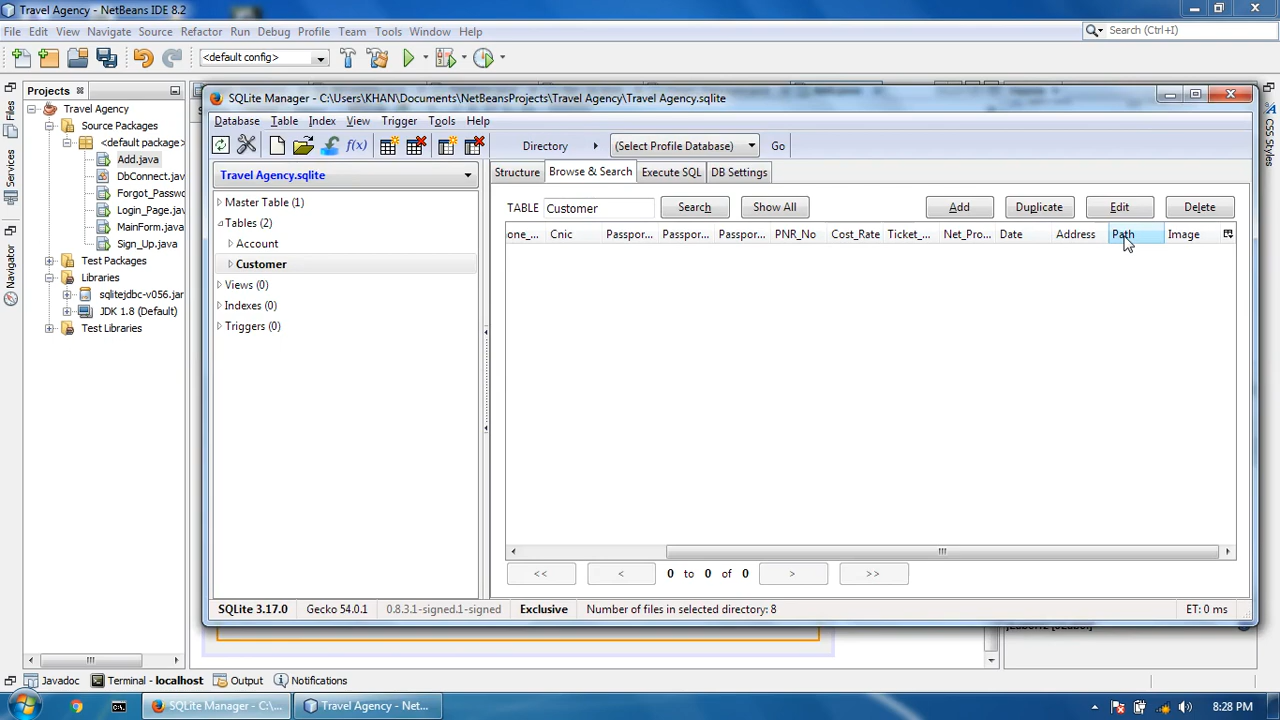 Travel Agency - NetBeans IDE 8.2
File Edit View Navigate Source Refactor Run Debug Profile Team Tools Window Help
Search (Ctrl+I)
<default config>
Projects
Files
Services
Navigator
CSS Styles
Travel Agency
Source Packages
<default package>
Add.java
DbConnect.jav
Forgot_Passwo
Login_Page.jav
MainForm.java
Sign_Up.java
Test Packages
Libraries
sqlitejdbc-v056.jar
JDK 1.8 (Default)
Test Libraries
SQLite Manager - C:\Users\KHAN\Documents\NetBeansProjects\Travel Agency\Travel Agency.sqlite
Database Table Index View Trigger Tools Help
f(x)
Directory
(Select Profile Database)
Go
Travel Agency.sqlite
Master Table (1)
Tables (2)
Account
Customer
Views (0)
Indexes (0)
Triggers (0)
Structure Browse & Search Execute SQL DB Settings
TABLE Customer Search Show All Add Duplicate Edit Delete
one_... Cnic Passpor... Passpor... Passpor... PNR_No Cost_Rate Ticket_... Net_Pro... Date Address Path Image
<< < 0 to 0 of 0 > >>
SQLite 3.17.0 Gecko 54.0.1 0.8.3.1-signed.1-signed Exclusive Number of files in selected directory: 8 ET: 0 ms
Javadoc Terminal - localhost Output Notifications
SQLite Manager - C:\... Travel Agency - Net... 8:28 PM